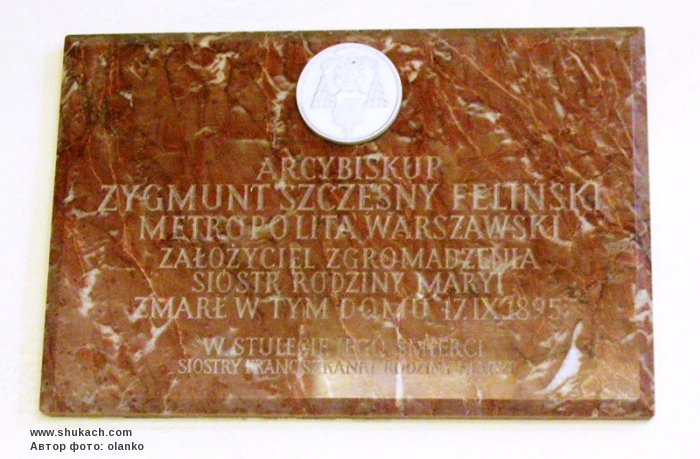 ARCYBISKUP
ZYGMUNT SZCZĘSNY FELIŃSKI
METROPOLITA WARSZAWSKI
ZAŁOŻYCIEL ZGROMADZENIA
SIÓSTR RODZINY MARYI
ZMARŁ W TYM DOMU 17 IX 1895
W STULECIE JEGO ŚMIERCI
SIOSTRY FRANCISZKANKI RODZINY MARYI
www.shukach.com
Автор фото: olanko